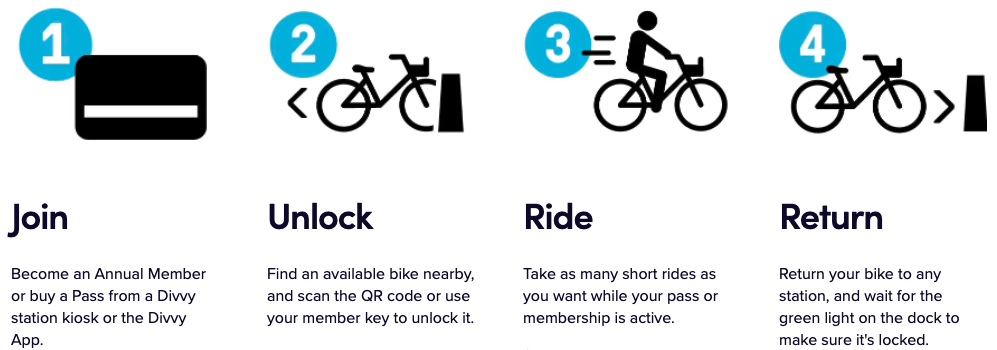 1
2
3
4
Join
Become an Annual Member
or buy a Pass from a Divvy
station kiosk or the Divvy
App.
Unlock
Find an available bike nearby,
and scan the QR code or use
your member key to unlock it.
Ride
Take as many short rides as
you want while your pass or
membership is active.
Return
Return your bike to any
station, and wait for the
green light on the dock to
make sure it's locked.